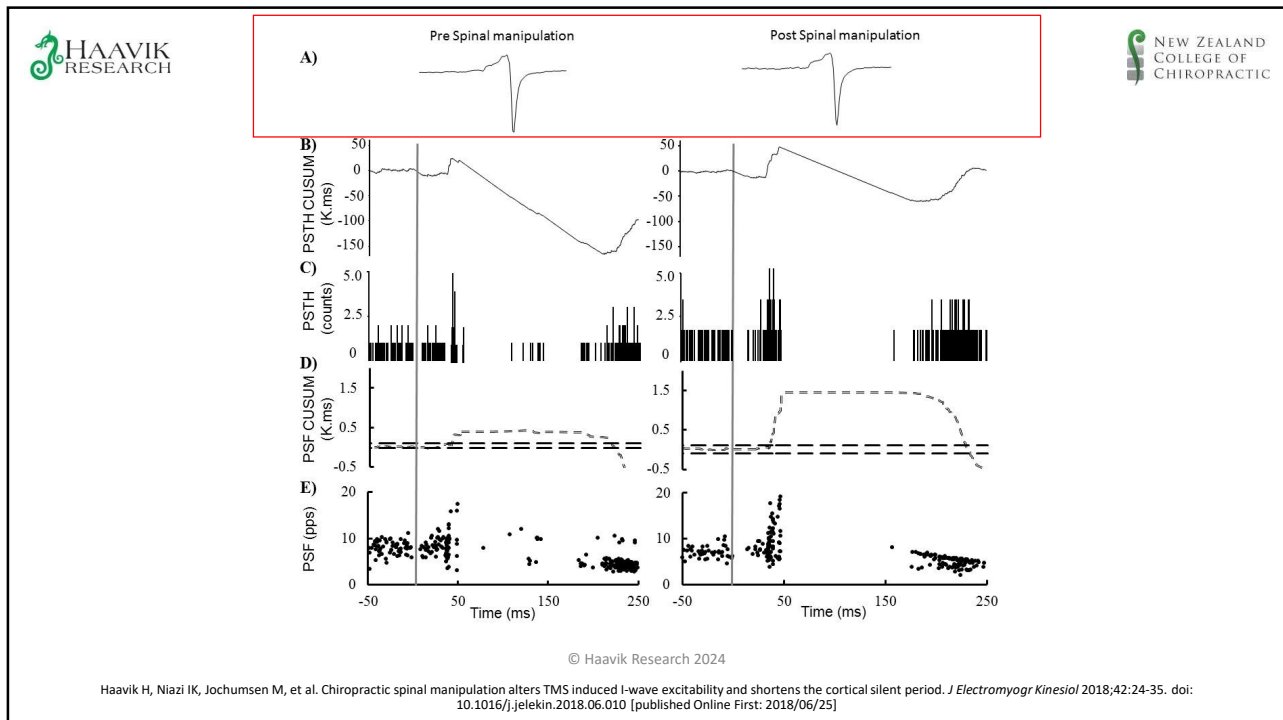 HAAVIK
RESEARCH
NEW ZEALAND
COLLEGE OF
CHIROPRACTIC
Pre Spinal manipulation
Post Spinal manipulation
A)
B)
PSTH CUSUM
(K.ms)
50
0
-50
-100
-150
50
0
-50
-100
-150
C)
PSTH
(counts)
5.0
2.5
0
5.0
2.5
0
D)
PSF CUSUM
(K.ms)
1.5
0.5
-0.5
1.5
0.5
-0.5
E)
PSF (pps)
20
10
0
20
10
0
-50 50 150 250
Time (ms)
-50 50 150 250
Time (ms)
© Haavik Research 2024
Haavik H, Niazi IK, Jochumsen M, et al. Chiropractic spinal manipulation alters TMS induced I-wave excitability and shortens the cortical silent period. J Electromyogr Kinesiol 2018;42:24-35. doi:
10.1016/j.jelekin.2018.06.010 [published Online First: 2018/06/25]